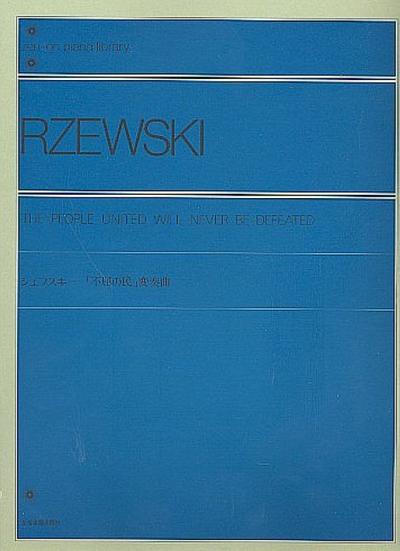 zen-on piano library
RZEWSKI
THE PEOPLE UNITED WILL NEVER BE DEFEATED
ジェフスキー 「不屈の民」変奏曲